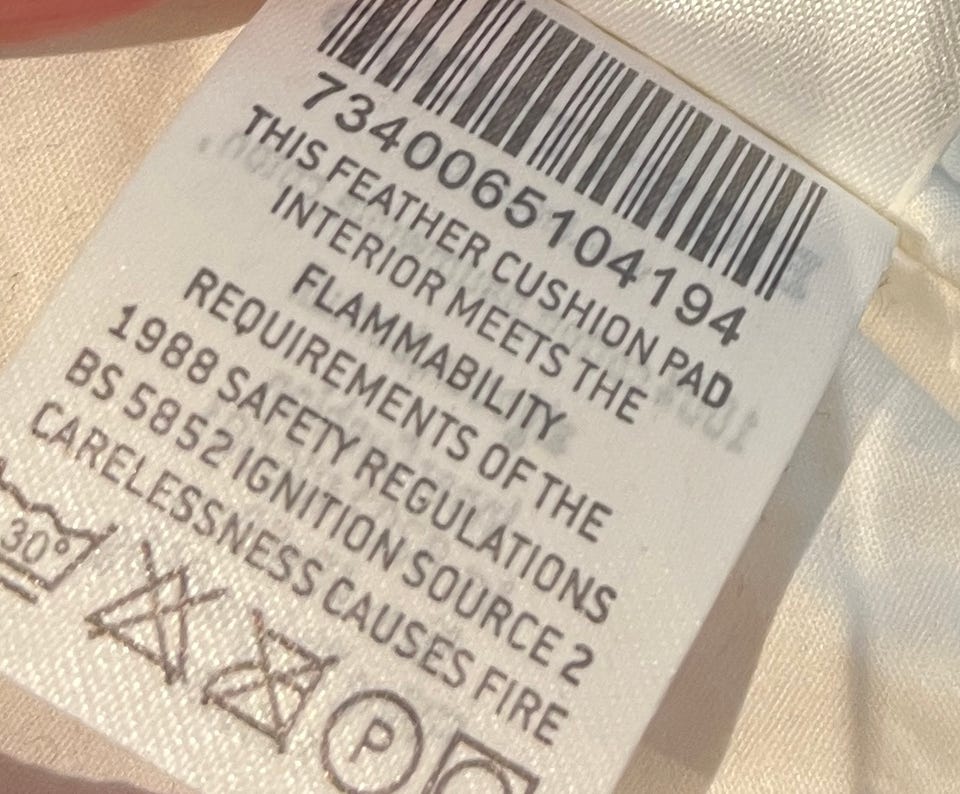 7340065104194
THIS FEATHER CUSHION PAD
INTERIOR MEETS THE
FLAMMABILITY
REQUIREMENTS OF THE
1988 SAFETY REGULATIONS
BS 5852 IGNITION SOURCE 2
CARELESSNESS CAUSES FIRE
30°
P